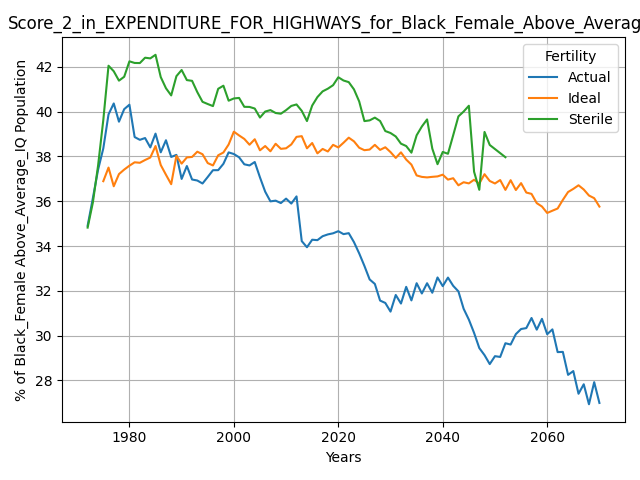 Score_2_in_EXPENDITURE_FOR_HIGHWAYS_for_Black_Female_Above_Averag
% of Black_Female Above_Average_IQ Population
42
40
38
36
34
32
30
28
Fertility
Actual
Ideal
Sterile
1980
2000
2020
2040
2060
Years